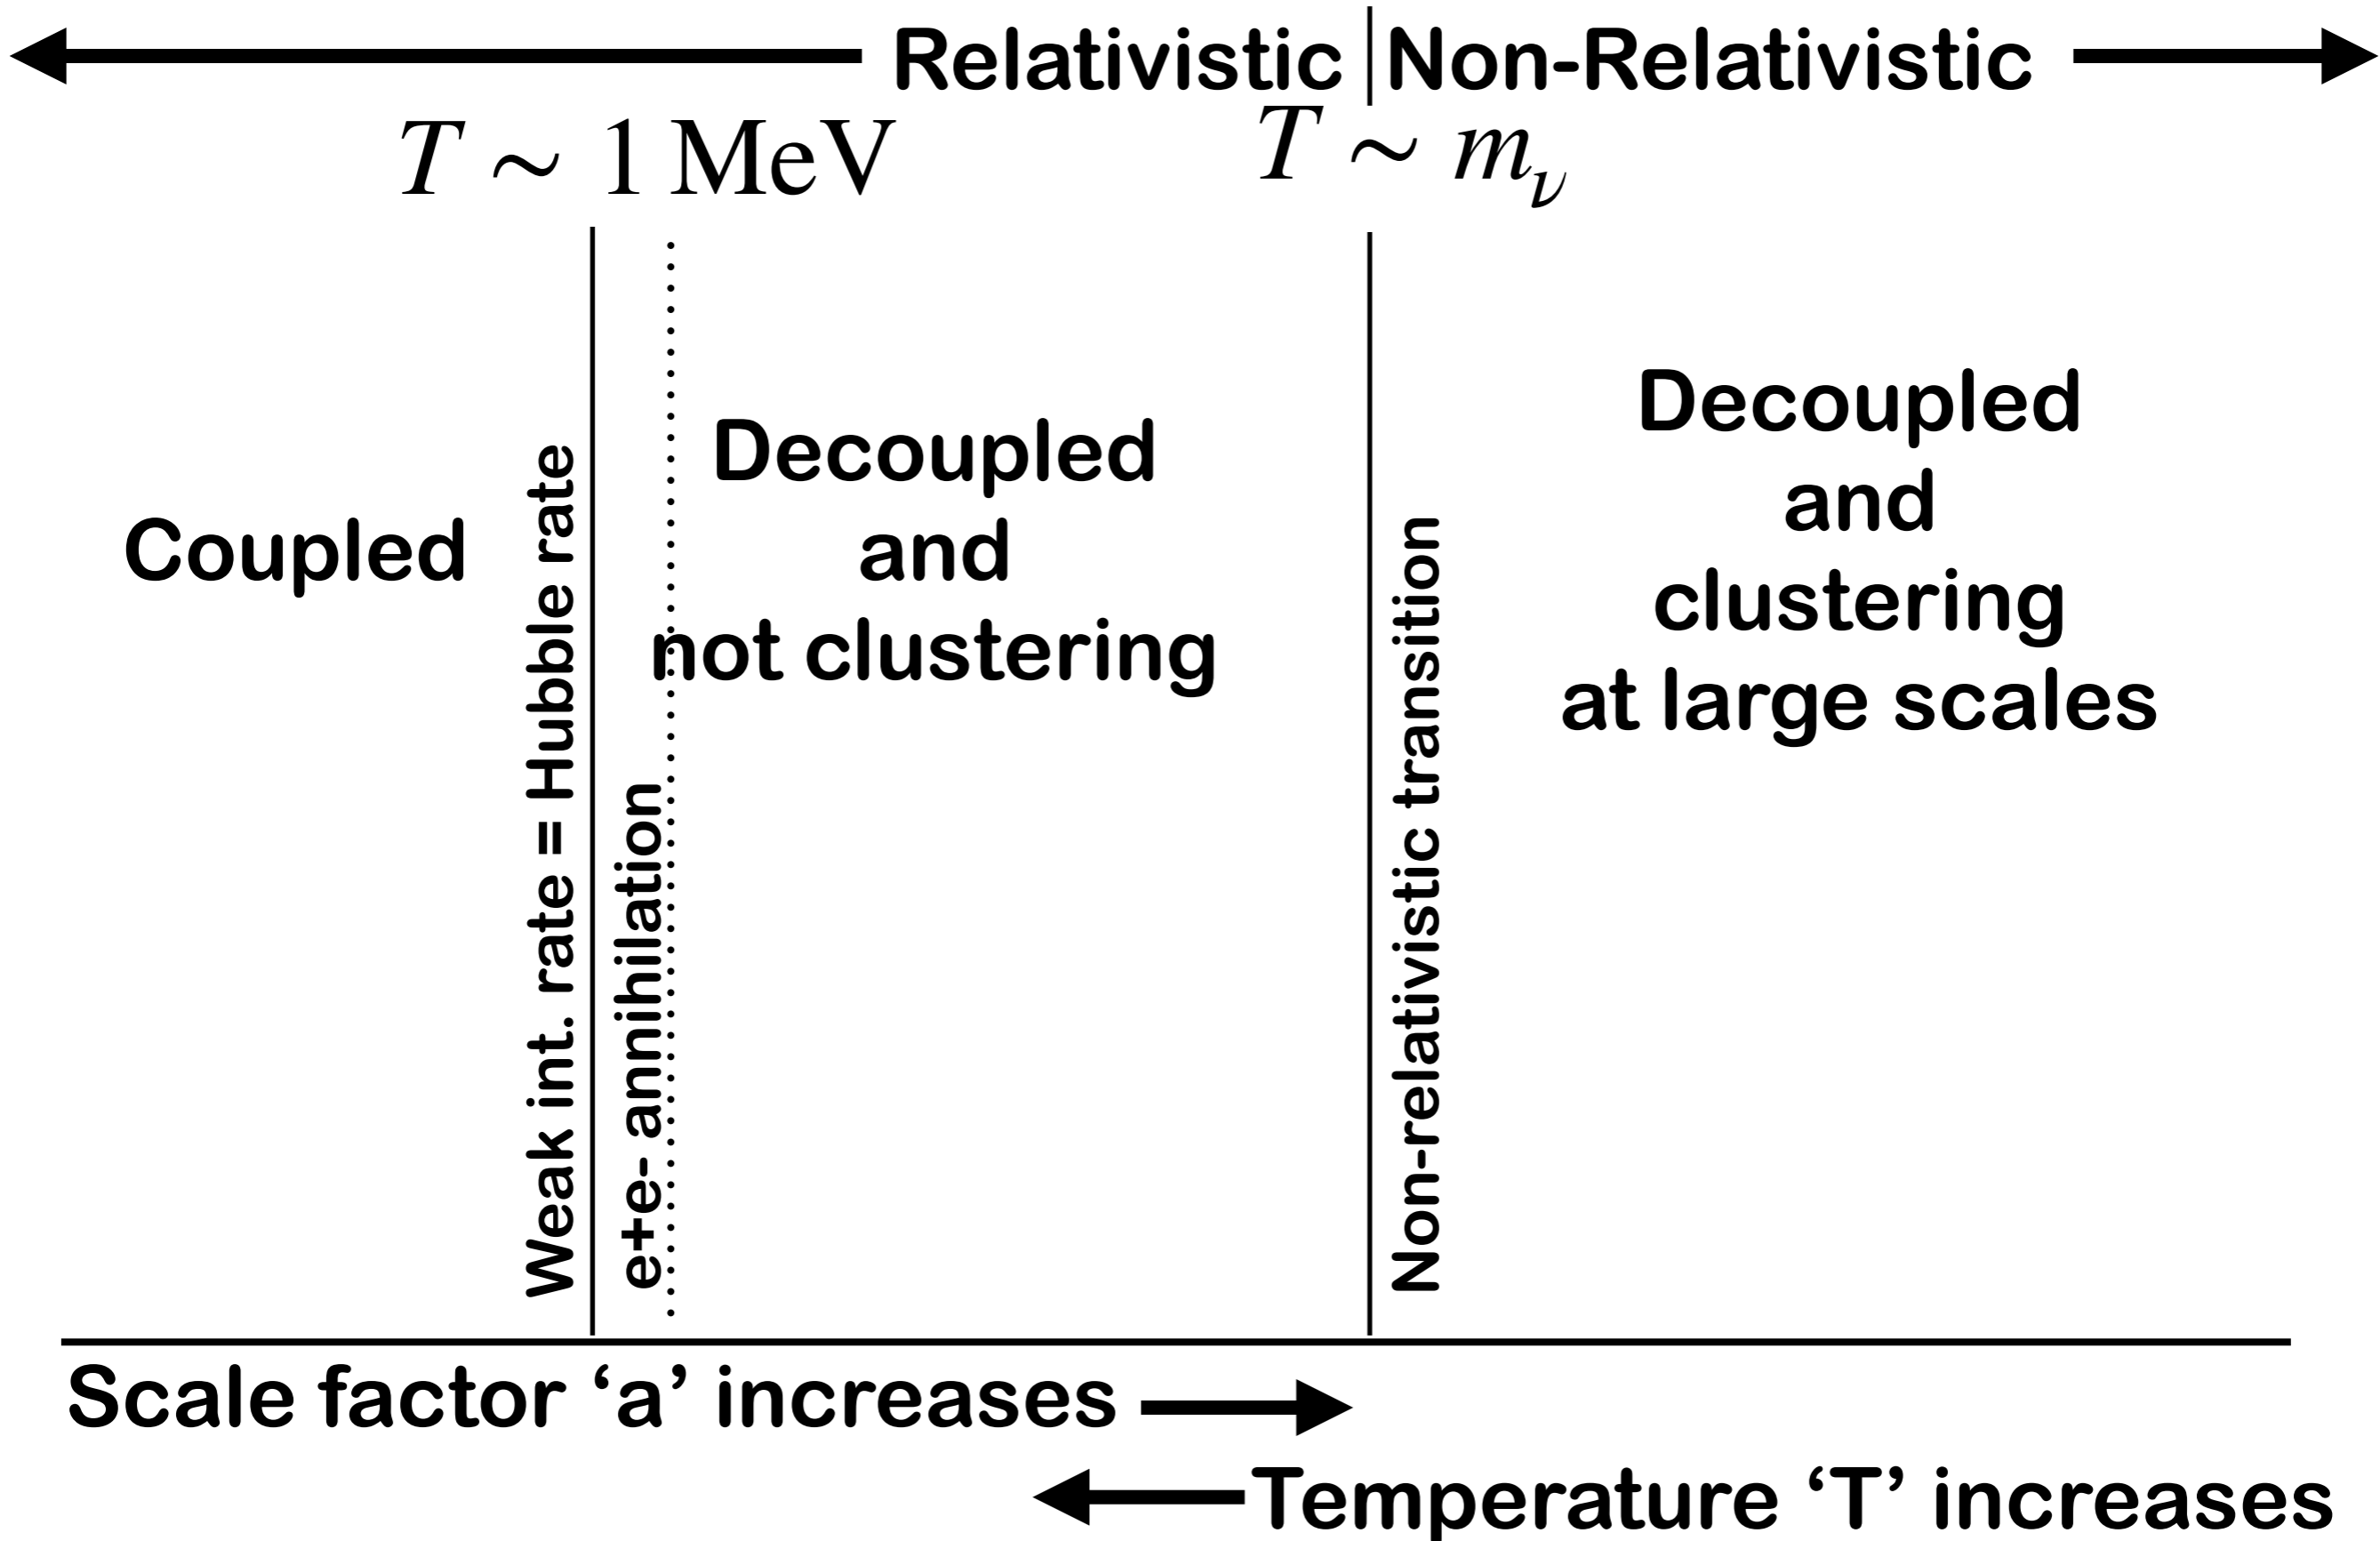 Relativistic
Non-Relativistic
T ∼ 1 MeV
T ∼ mν
Coupled
Weak int. rate = Hubble rate
e+e- annihilation
Decoupled
and
not clustering
Non-relativistic transition
Decoupled
and
clustering
at large scales
Scale factor ‘a’ increases
Temperature ‘T’ increases